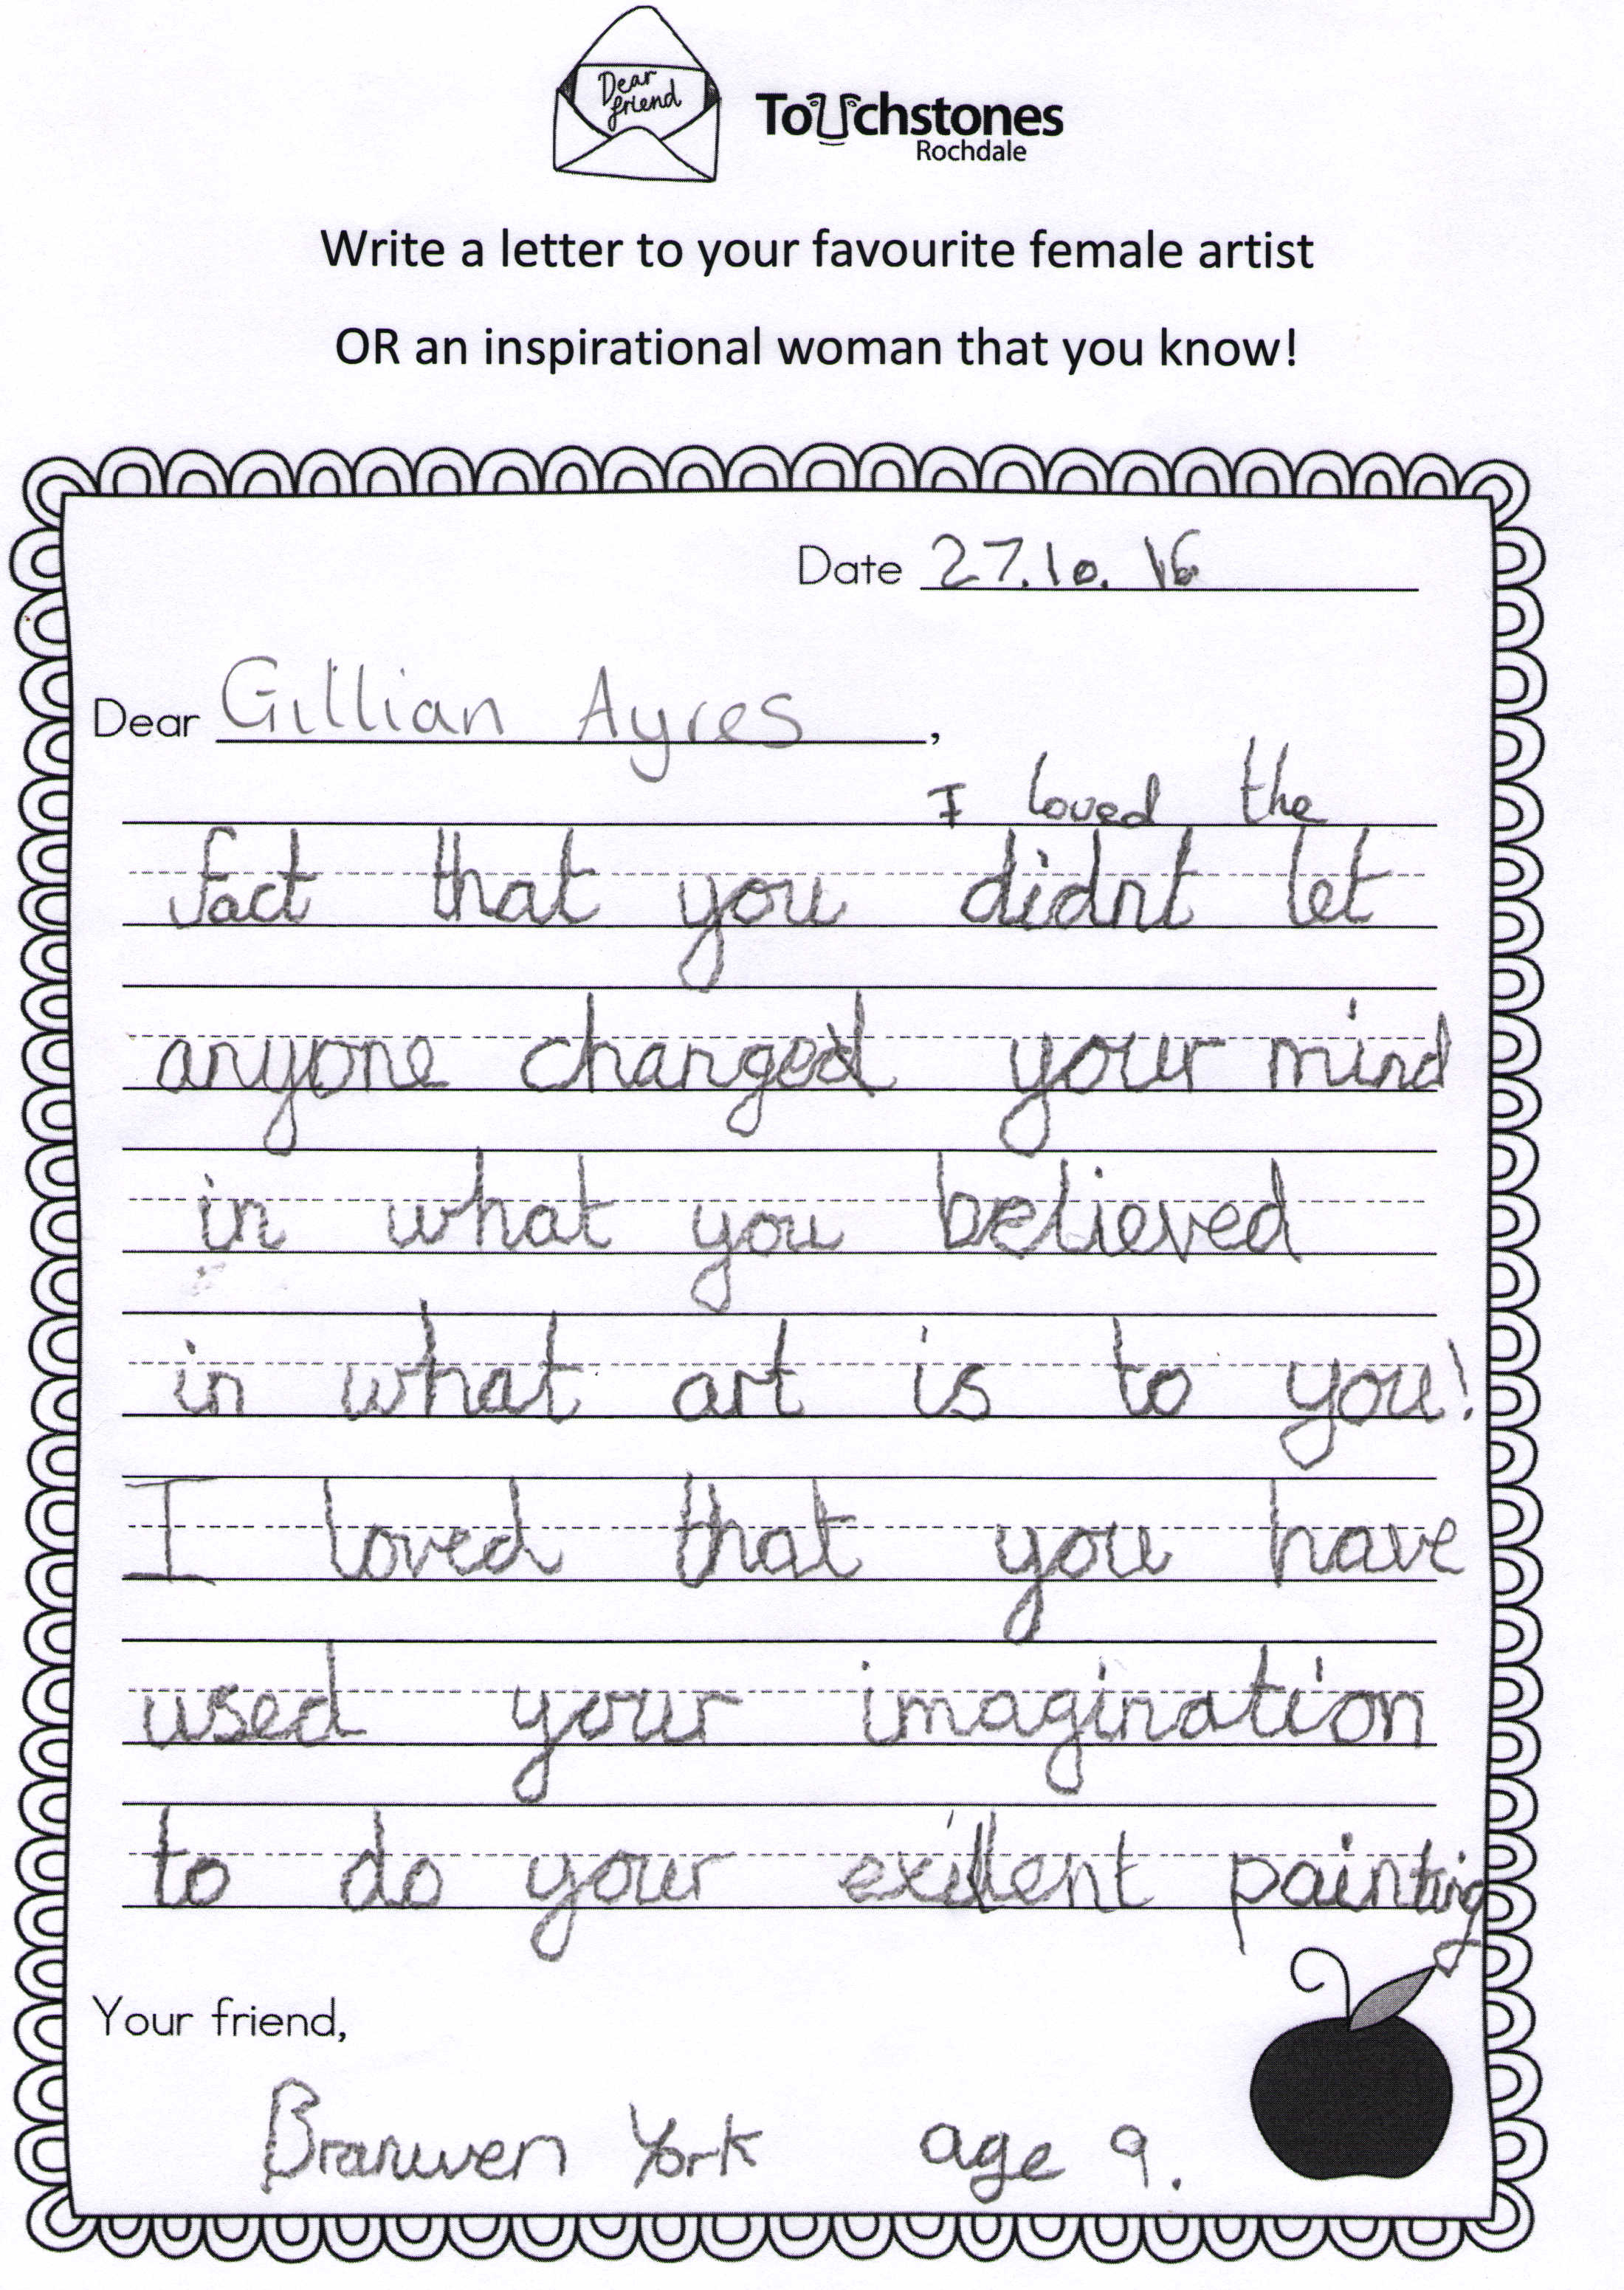 Dear
friend
Touchstones
Rochdale
Write a letter to your favourite female artist
OR an inspirational woman that you know!
Date 27.10.16
Dear Gillian Ayres,
I loved the
fact that you didnt let
anyone changed your mind
in what you believed
in what art is to you!
I loved that you have
used your imagination
to do your exillent painting
Your friend,
Branwen York age 9.